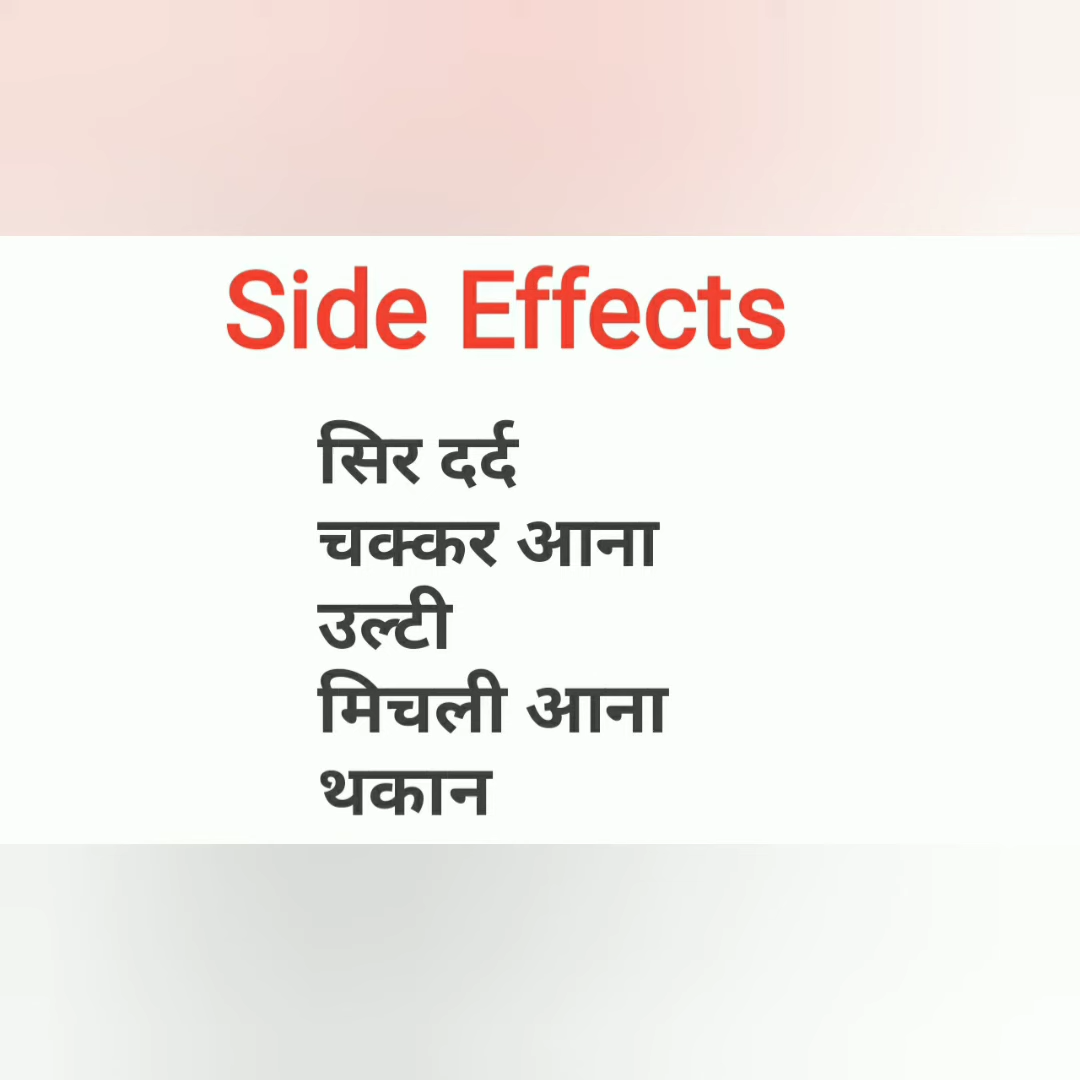 Side Effects
सिर दर्द
चक्कर आना
उल्टी
मिचली आना
थकान